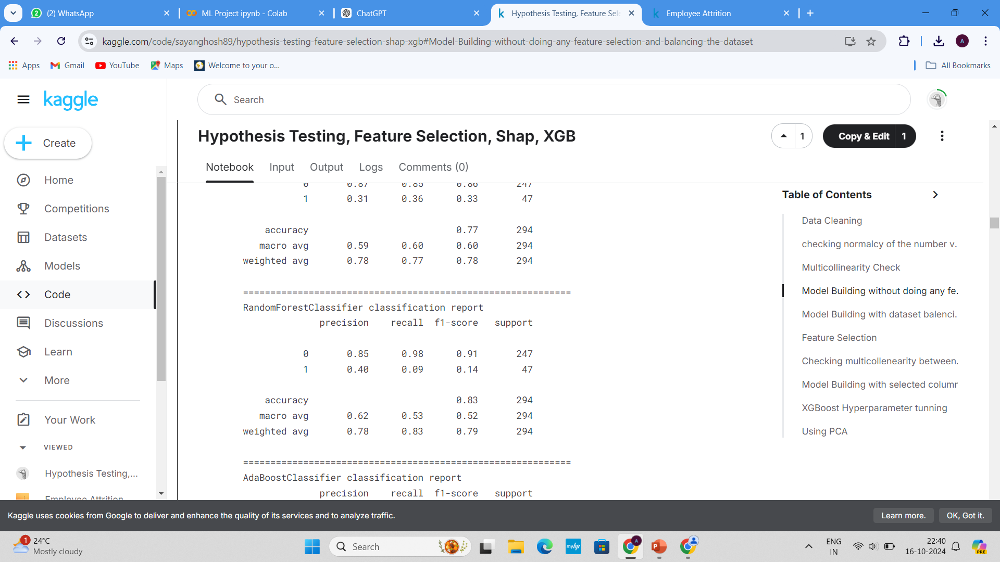 (2) WhatsApp
ML Project ipynb - Colab
ChatGPT
Hypothesis Testing, Feature Sele
Employee Attrition
kaggle.com/code/sayanghosh89/hypothesis-testing-feature-selection-shap-xgb#Model-Building-without-doing-any-feature-selection-and-balancing-the-dataset
A
Apps
Gmail
YouTube
Maps
Welcome to your o...
All Bookmarks
kaggle
Search
Create
Home
Competitions
Datasets
Models
Code
Discussions
Learn
More
Your Work
VIEWED
Hypothesis Testing,...
Employee Attrition
Hypothesis Testing, Feature Selection, Shap, XGB
1
Copy & Edit 1
Notebook Input Output Logs Comments (0)
0 0.87 0.85 0.86 247
1 0.31 0.36 0.33 47
accuracy 0.77 294
macro avg 0.59 0.60 0.60 294
weighted avg 0.78 0.77 0.78 294
============================================================
RandomForestClassifier classification report
precision recall f1-score support
0 0.85 0.98 0.91 247
1 0.40 0.09 0.14 47
accuracy 0.83 294
macro avg 0.62 0.53 0.52 294
weighted avg 0.78 0.83 0.79 294
============================================================
AdaBoostClassifier classification report
precision recall f1-score support
Table of Contents
Data Cleaning
checking normalcy of the number v.
Multicollinearity Check
Model Building without doing any fe.
Model Building with dataset balenci.
Feature Selection
Checking multicollenearity between.
Model Building with selected columr
XGBoost Hyperparameter tunning
Using PCA
Kaggle uses cookies from Google to deliver and enhance the quality of its services and to analyze traffic.
Learn more.
OK, Got it.
1
24°C
Mostly cloudy
Search
myhp
A
P
ENG
IN
22:40
16-10-2024
PRE